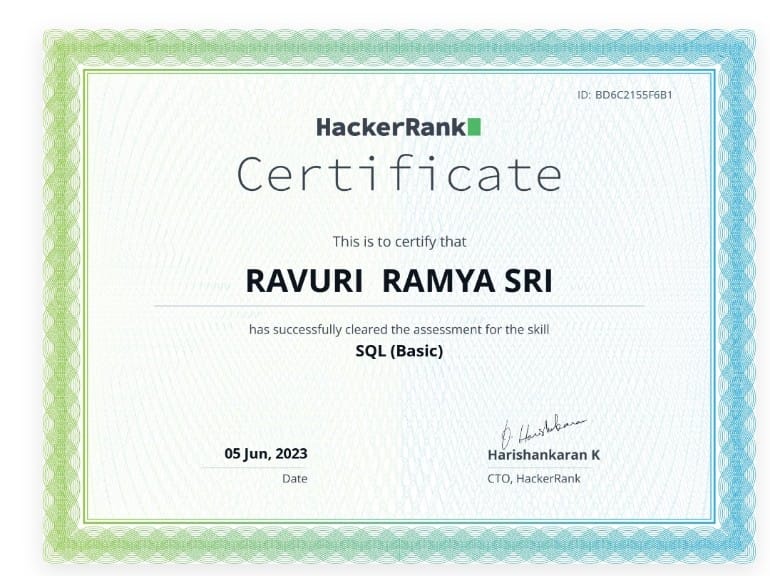 ID: BD6C2155F6B1
HackerRank
Certificate
This is to certify that
RAVURI RAMYA SRI
has successfully cleared the assessment for the skill
SQL (Basic)
05 Jun, 2023
Date
Harishankaran K
CTO, HackerRank